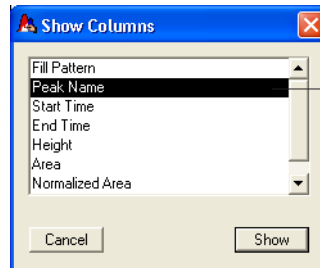 Show Columns
Fill Pattern
Peak Name
Start Time
End Time
Height
Area
Normalized Area
Cancel
Show